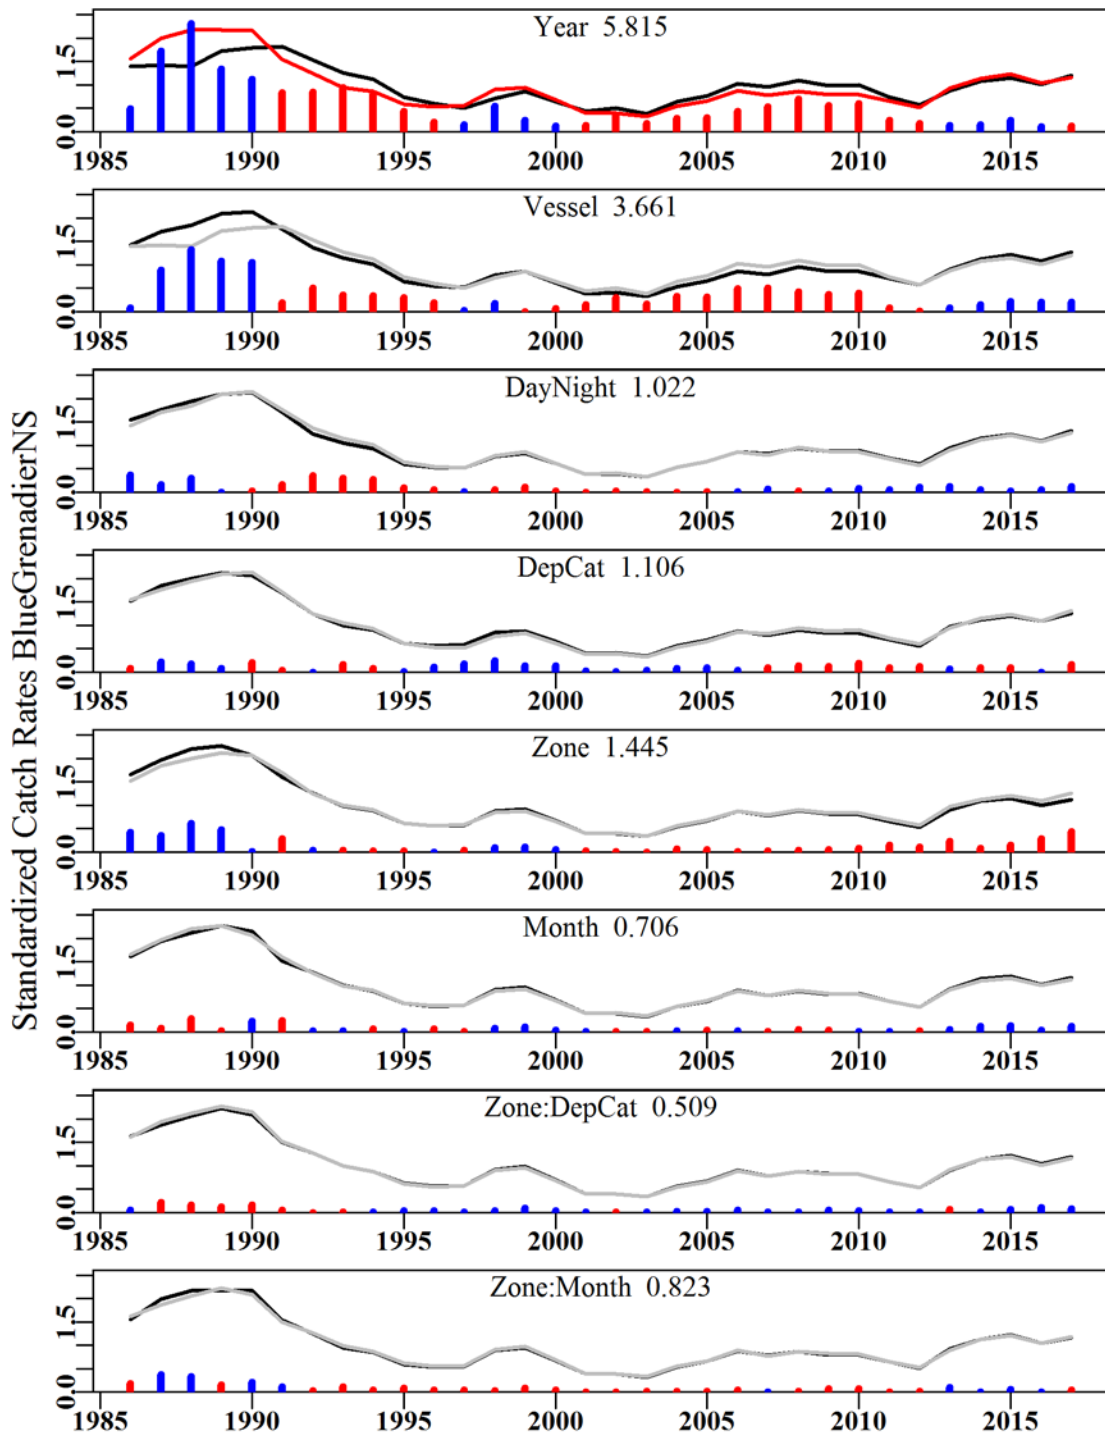 Standardized Catch Rates BlueGrenadierNS
Year 5.815
1.5
0.0
1985 1990 1995 2000 2005 2010 2015
Vessel 3.661
1.5
0.0
1985 1990 1995 2000 2005 2010 2015
DayNight 1.022
1.5
0.0
1985 1990 1995 2000 2005 2010 2015
DepCat 1.106
1.5
0.0
1985 1990 1995 2000 2005 2010 2015
Zone 1.445
1.5
0.0
1985 1990 1995 2000 2005 2010 2015
Month 0.706
1.5
0.0
1985 1990 1995 2000 2005 2010 2015
Zone:DepCat 0.509
1.5
0.0
1985 1990 1995 2000 2005 2010 2015
Zone:Month 0.823
1.5
0.0
1985 1990 1995 2000 2005 2010 2015